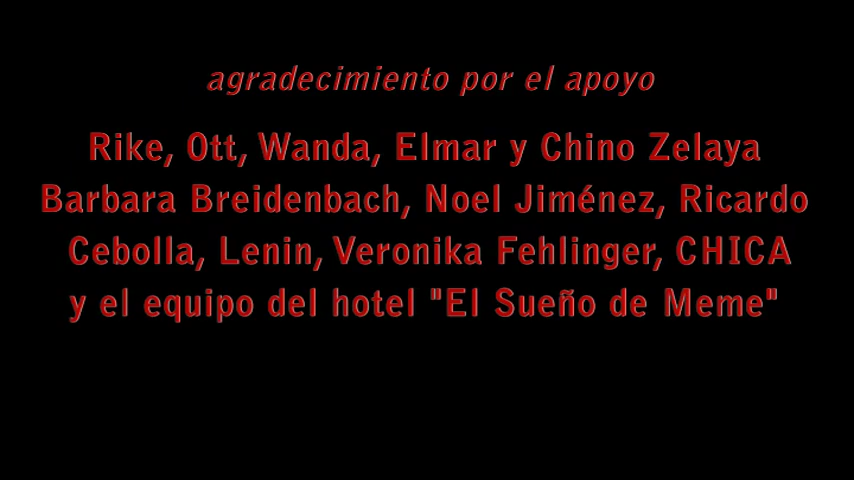 agradecimiento por el apoyo
Rike, Ott, Wanda, Elmar y Chino Zelaya
Barbara Breidenbach, Noel Jiménez, Ricardo
Cebolla, Lenin, Veronika Fehlinger, CHICA
y el equipo del hotel "El Sueño de Meme"